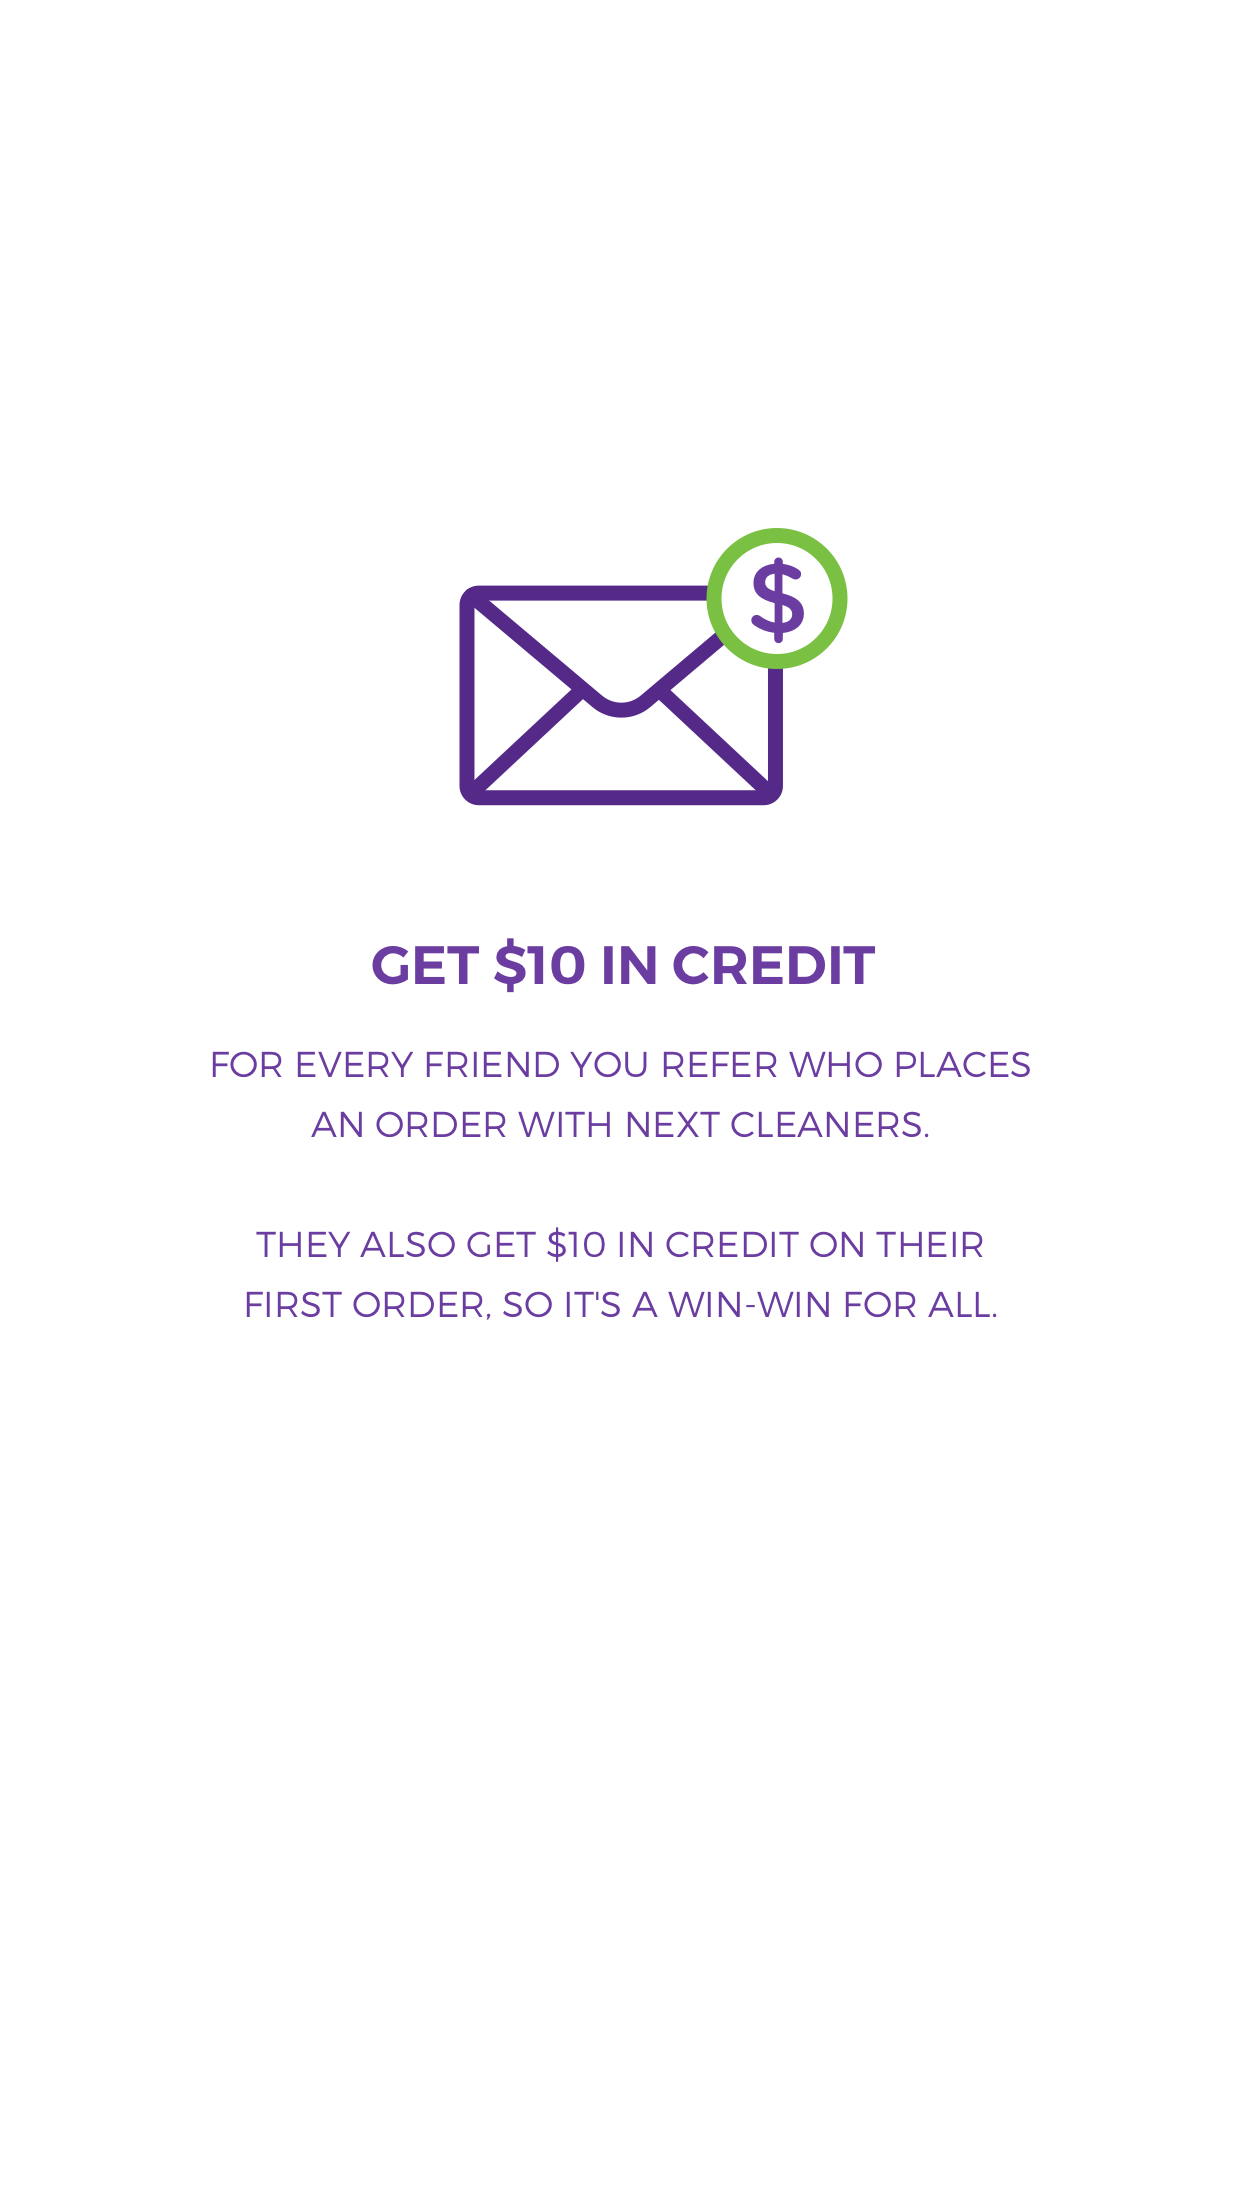 $
GET $10 IN CREDIT
FOR EVERY FRIEND YOU REFER WHO PLACES
AN ORDER WITH NEXT CLEANERS.
THEY ALSO GET $10 IN CREDIT ON THEIR
FIRST ORDER, SO IT'S A WIN-WIN FOR ALL.